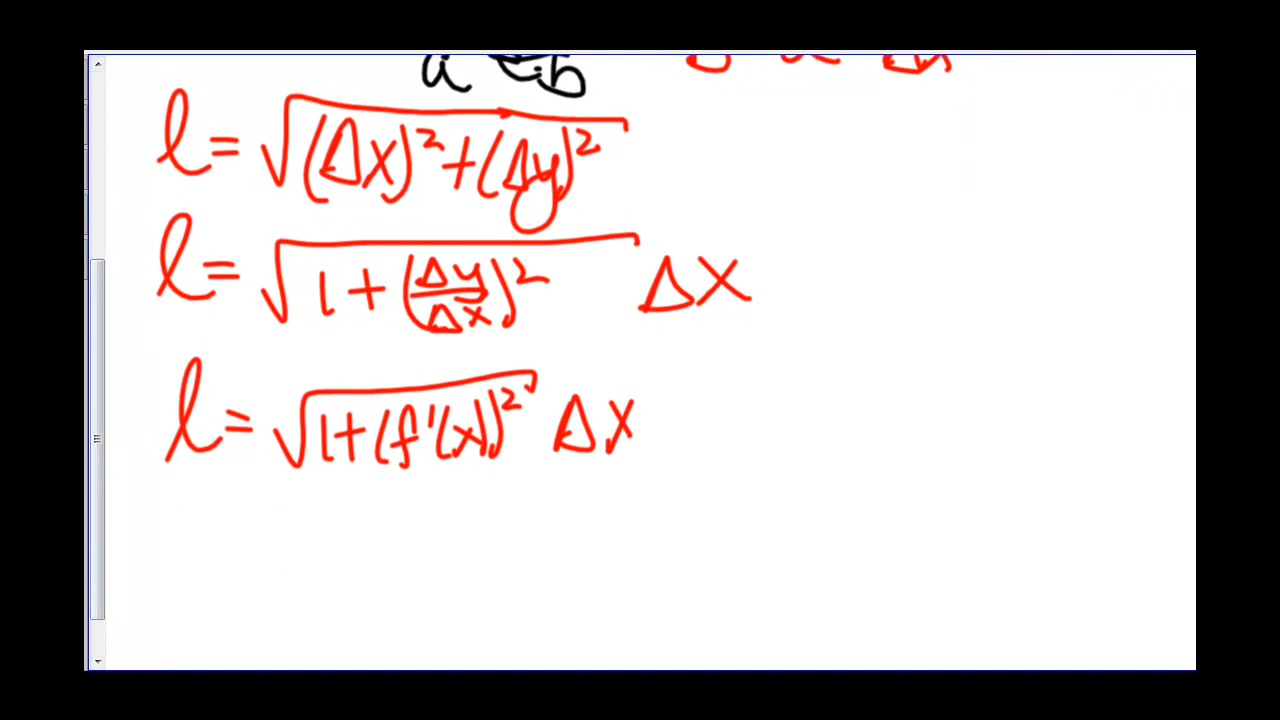 a b
l = √((Δx)² + (Δy)²)
l = √(1 + (Δy/Δx)²) Δx
l = √(1 + (f'(x))²) Δx